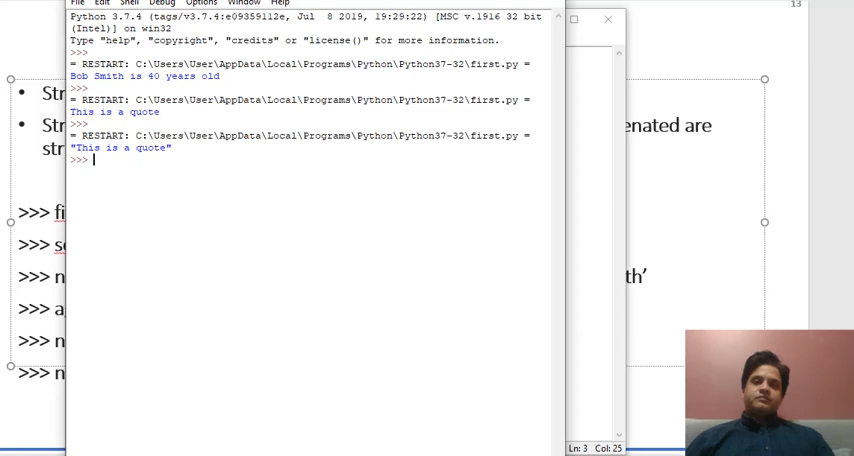 File Edit Shell Debug Options Window Help
13
Python 3.7.4 (tags/v3.7.4:e09359112e, Jul 8 2019, 19:29:22) [MSC v.1916 32 bit
(Intel)] on win32
Type "help", "copyright", "credits" or "license()" for more information.
>>>
= RESTART: C:\Users\User\AppData\Local\Programs\Python\Python37-32\first.py =
Bob Smith is 40 years old
>>>
= RESTART: C:\Users\User\AppData\Local\Programs\Python\Python37-32\first.py =
This is a quote
>>>
= RESTART: C:\Users\User\AppData\Local\Programs\Python\Python37-32\first.py =
"This is a quote"
>>>
• Str
• Str enated are
str
>>> fi
>>> se
>>> n th’
>>> a
>>> n
>>> n
Ln: 3 Col: 25